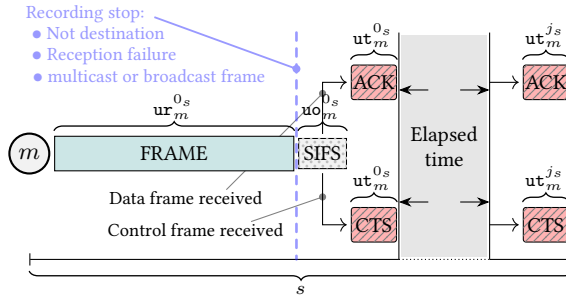 Recording stop:
• Not destination
• Reception failure
• multicast or broadcast frame
ut_m^{0_s}
ut_m^{j_s}
ACK
ACK
ur_m^{0_s}
uo_m^{0_s}
m
FRAME
SIFS
Elapsed
time
Data frame received
Control frame received
ut_m^{0_s}
ut_m^{j_s}
CTS
CTS
s